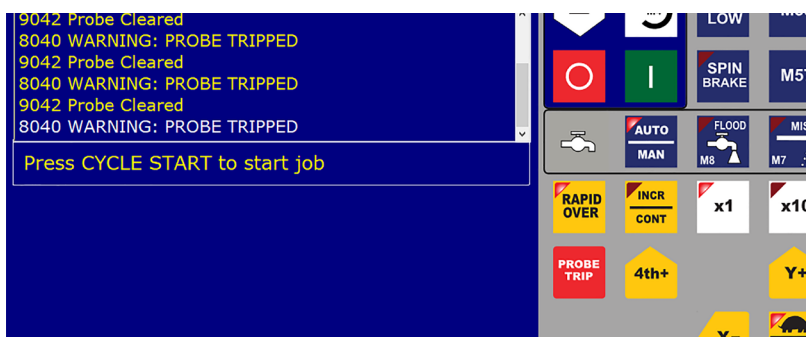 9042 Probe Cleared
8040 WARNING: PROBE TRIPPED
9042 Probe Cleared
8040 WARNING: PROBE TRIPPED
9042 Probe Cleared
8040 WARNING: PROBE TRIPPED
Press CYCLE START to start job
LOW
SPIN
BRAKE
AUTO
MAN
FLOOD
M8
M7
RAPID
OVER
INCR
CONT
x1
PROBE
TRIP
4th+
Y+